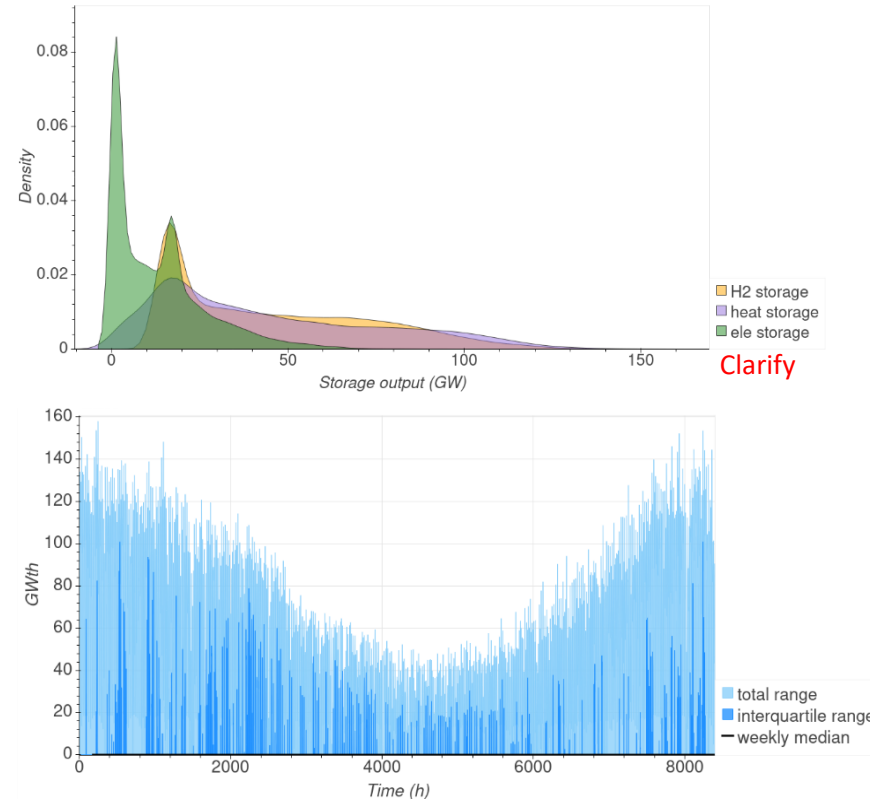 0.08
0.06
Density
0.04
0.02
0
0
50
100
150
Storage output (GW)
H2 storage
heat storage
ele storage
Clarify
160
140
120
100
80
GWth
60
40
20
0
0
2000
4000
6000
8000
Time (h)
total range
interquartile range
weekly median